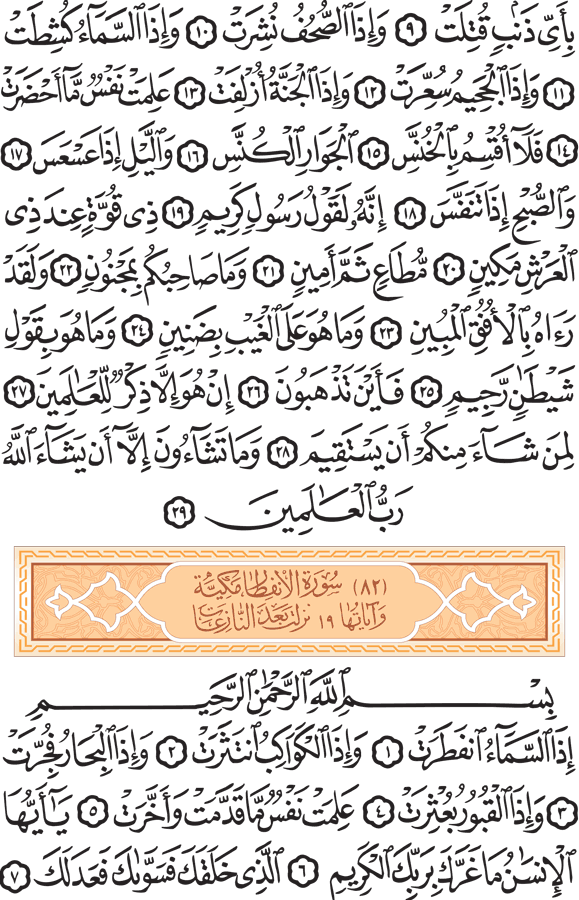 بِأَيِّ ذَنۢبٍ قُتِلَتۡ ٩ وَإِذَا ٱلصُّحُفُ نُشِرَتۡ ١٠ وَإِذَا ٱلسَّمَآءُ كُشِطَتۡ
١١ وَإِذَا ٱلۡجَحِيمُ سُعِّرَتۡ ١٢ وَإِذَا ٱلۡجَنَّةُ أُزۡلِفَتۡ ١٣ عَلِمَتۡ نَفۡسٞ مَّآ أَحۡضَرَتۡ
١٤ فَلَآ أُقۡسِمُ بِٱلۡخُنَّسِ ١٥ ٱلۡجَوَارِ ٱلۡكُنَّسِ ١٦ وَٱلَّيۡلِ إِذَا عَسۡعَسَ ١٧
وَٱلصُّبۡحِ إِذَا تَنَفَّسَ ١٨ إِنَّهُۥ لَقَوۡلُ رَسُولٖ كَرِيمٖ ١٩ ذِي قُوَّةٍ عِندَ ذِي
ٱلۡعَرۡشِ مَكِينٖ ٢٠ مُّطَاعٖ ثَمَّ أَمِينٖ ٢١ وَمَا صَاحِبُكُم بِمَجۡنُونٖ ٢٢ وَلَقَدۡ
رَءَاهُ بِٱلۡأُفُقِ ٱلۡمُبِينِ ٢٣ وَمَا هُوَ عَلَى ٱلۡغَيۡبِ بِضَنِينٖ ٢٤ وَمَا هُوَ بِقَوۡلِ
شَيۡطَٰنٖ رَّجِيمٖ ٢٥ فَأَيۡنَ تَذۡهَبُونَ ٢٦ إِنۡ هُوَ إِلَّا ذِكۡرٞ لِّلۡعَٰلَمِينَ ٢٧
لِمَن شَآءَ مِنكُمۡ أَن يَسۡتَقِيمَ ٢٨ وَمَا تَشَآءُونَ إِلَّآ أَن يَشَآءَ ٱللَّهُ
رَبُّ ٱلۡعَٰلَمِينَ ٢٩
(٨٢) سُورَةُ الانفِطَارِ مَكِّيَّة
وَآيَاتُهَا ١٩ نَزَلَتْ بَعْدَ النَّازِعَاتِ
بِسۡمِ ٱللَّهِ ٱلرَّحۡمَٰنِ ٱلرَّحِيمِ
إِذَا ٱلسَّمَآءُ ٱنفَطَرَتۡ ١ وَإِذَا ٱلۡكَوَاكِبُ ٱنتَثَرَتۡ ٢ وَإِذَا ٱلۡبِحَارُ فُجِّرَتۡ
٣ وَإِذَا ٱلۡقُبُورُ بُعۡثِرَتۡ ٤ عَلِمَتۡ نَفۡسٞ مَّا قَدَّمَتۡ وَأَخَّرَتۡ ٥ يَٰٓأَيُّهَا
ٱلۡإِنسَٰنُ مَا غَرَّكَ بِرَبِّكَ ٱلۡكَرِيمِ ٦ ٱلَّذِي خَلَقَكَ فَسَوَّىٰكَ فَعَدَلَكَ ٧